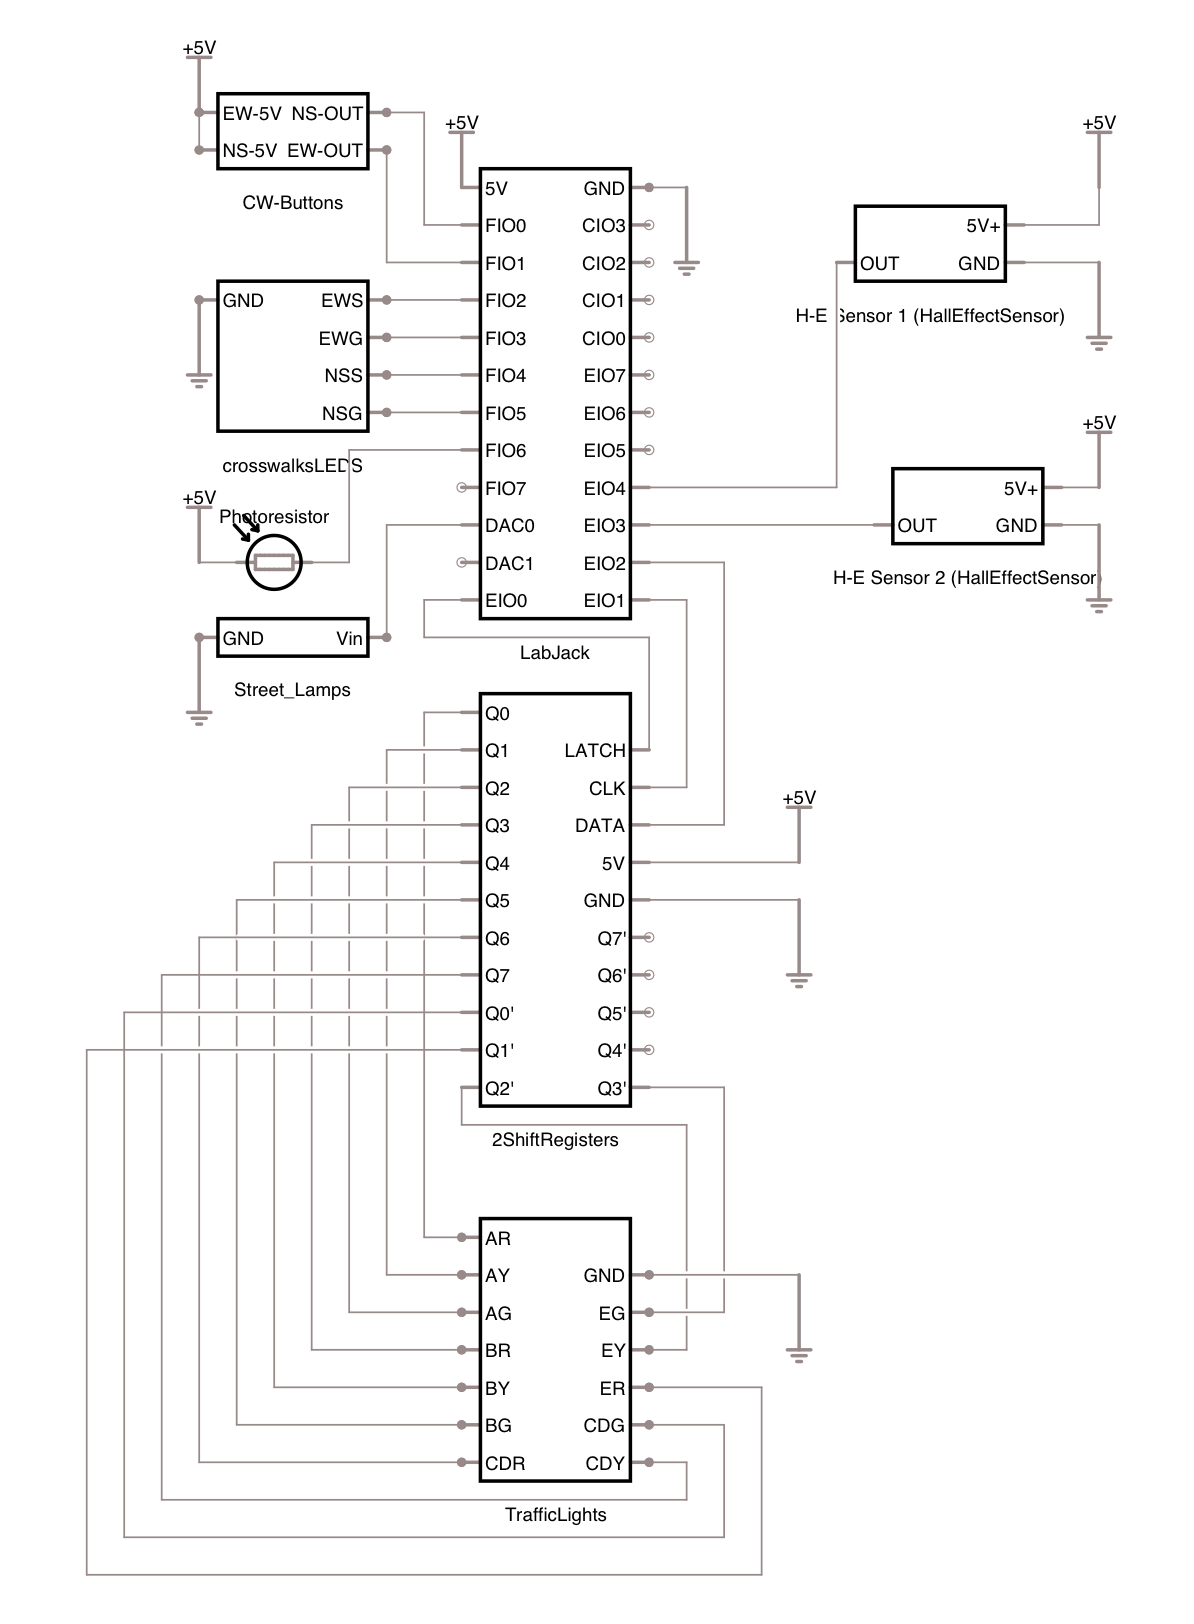 +5V
EW-5V NS-OUT
NS-5V EW-OUT
CW-Buttons
GND EWS
EWG
NSS
NSG
crosswalksLEDS
+5V
Photoresistor
GND Vin
Street_Lamps
+5V
5V GND
FIO0 CIO3
FIO1 CIO2
FIO2 CIO1
FIO3 CIO0
FIO4 EIO7
FIO5 EIO6
FIO6 EIO5
FIO7 EIO4
DAC0 EIO3
DAC1 EIO2
EIO0 EIO1
LabJack
+5V
5V+
OUT GND
H-E Sensor 1 (HallEffectSensor)
+5V
5V+
OUT GND
H-E Sensor 2 (HallEffectSensor)
Q0
Q1 LATCH
Q2 CLK
Q3 DATA
Q4 5V
Q5 GND
Q6 Q7'
Q7 Q6'
Q0' Q5'
Q1' Q4'
Q2' Q3'
2ShiftRegisters
+5V
AR
AY GND
AG EG
BR EY
BY ER
BG CDG
CDR CDY
TrafficLights